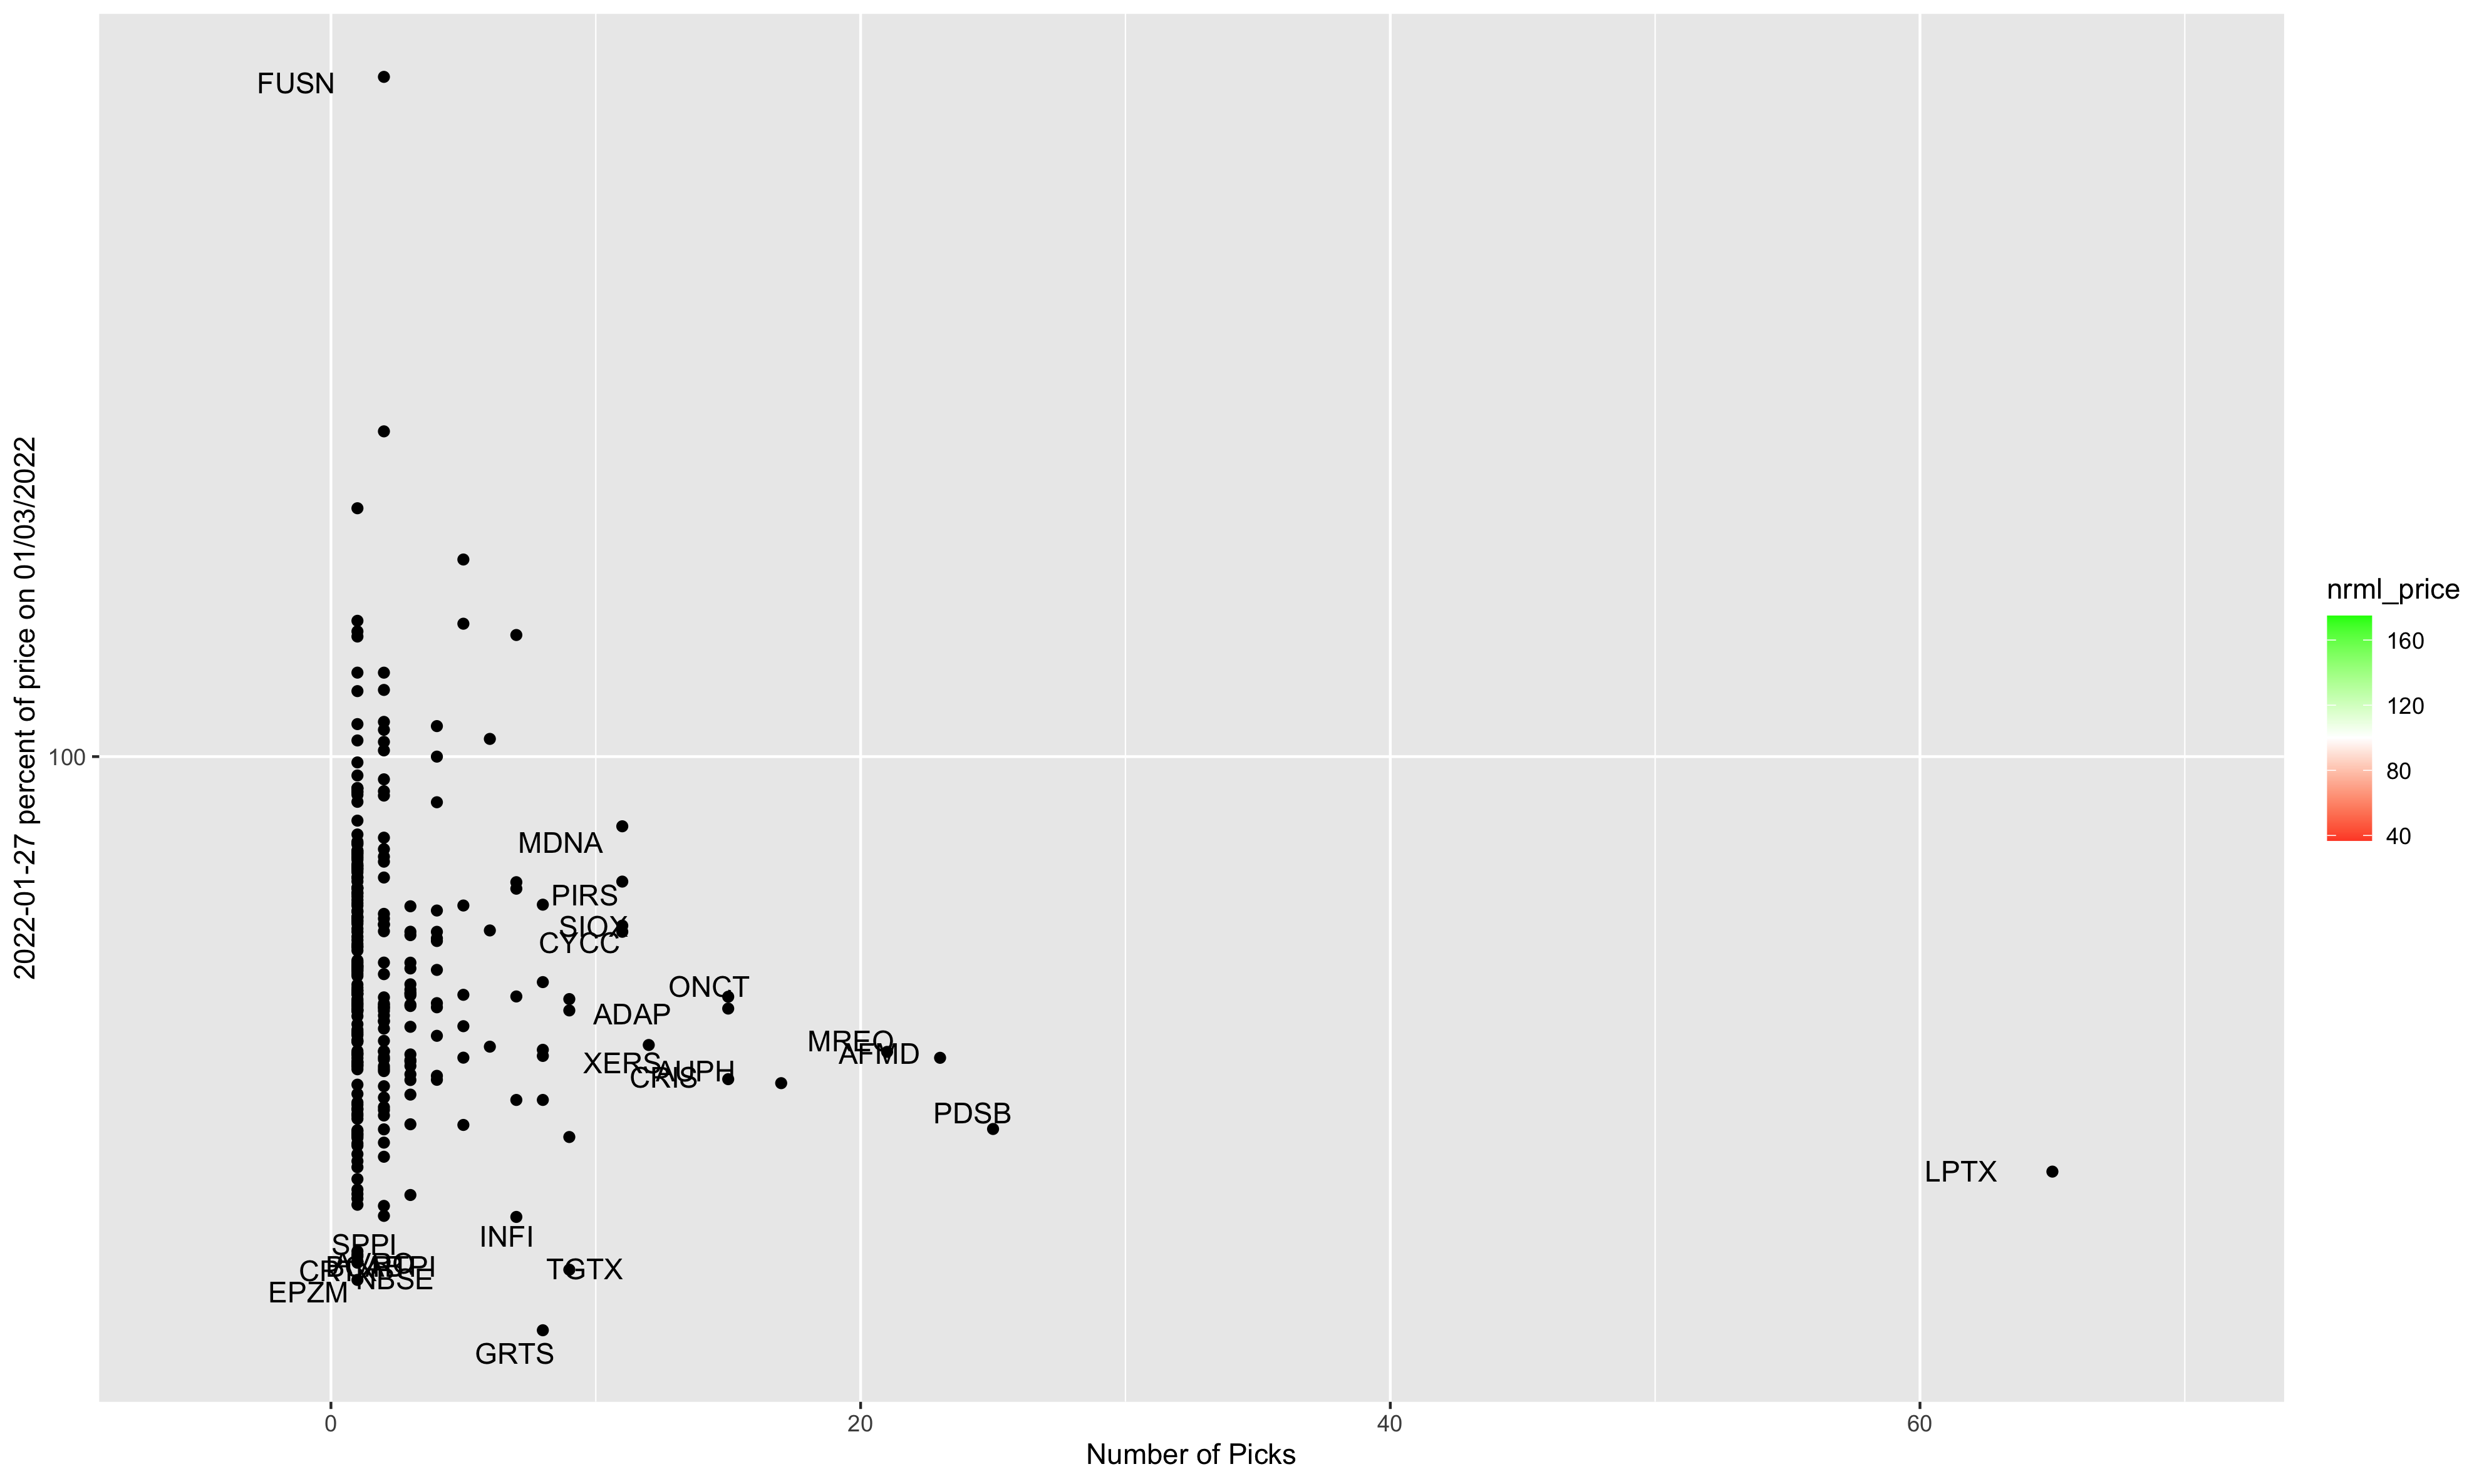 FUSN
2022-01-27 percent of price on 01/03/2022
nrml_price
160
120
80
40
100
MDNA
PIRS
SIOX
CYCC
ONCT
ADAP
MREO
AFMD
XERS
AUPH
CRIS
PDSB
LPTX
INFI
SPPI
TGTX
NBSE
EPZM
GRTS
0
20
40
60
Number of Picks